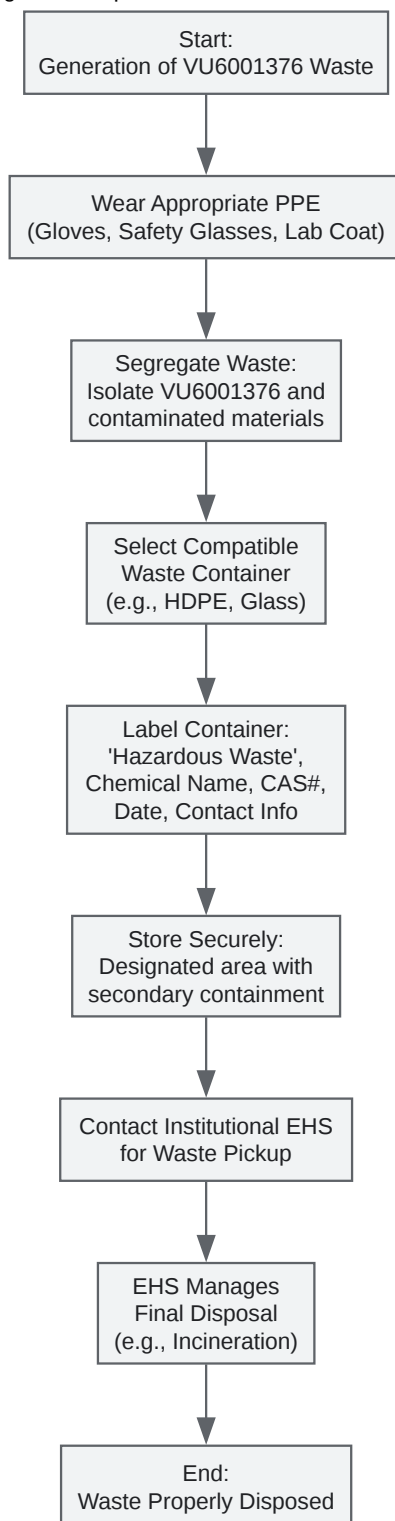 Start:
Generation of VU6001376 Waste
Wear Appropriate PPE
(Gloves, Safety Glasses, Lab Coat)
Segregate Waste:
Isolate VU6001376 and
contaminated materials
Select Compatible
Waste Container
(e.g., HDPE, Glass)
Label Container:
'Hazardous Waste',
Chemical Name, CAS#,
Date, Contact Info
Store Securely:
Designated area with
secondary containment
Contact Institutional EHS
for Waste Pickup
EHS Manages
Final Disposal
(e.g., Incineration)
End:
Waste Properly Disposed